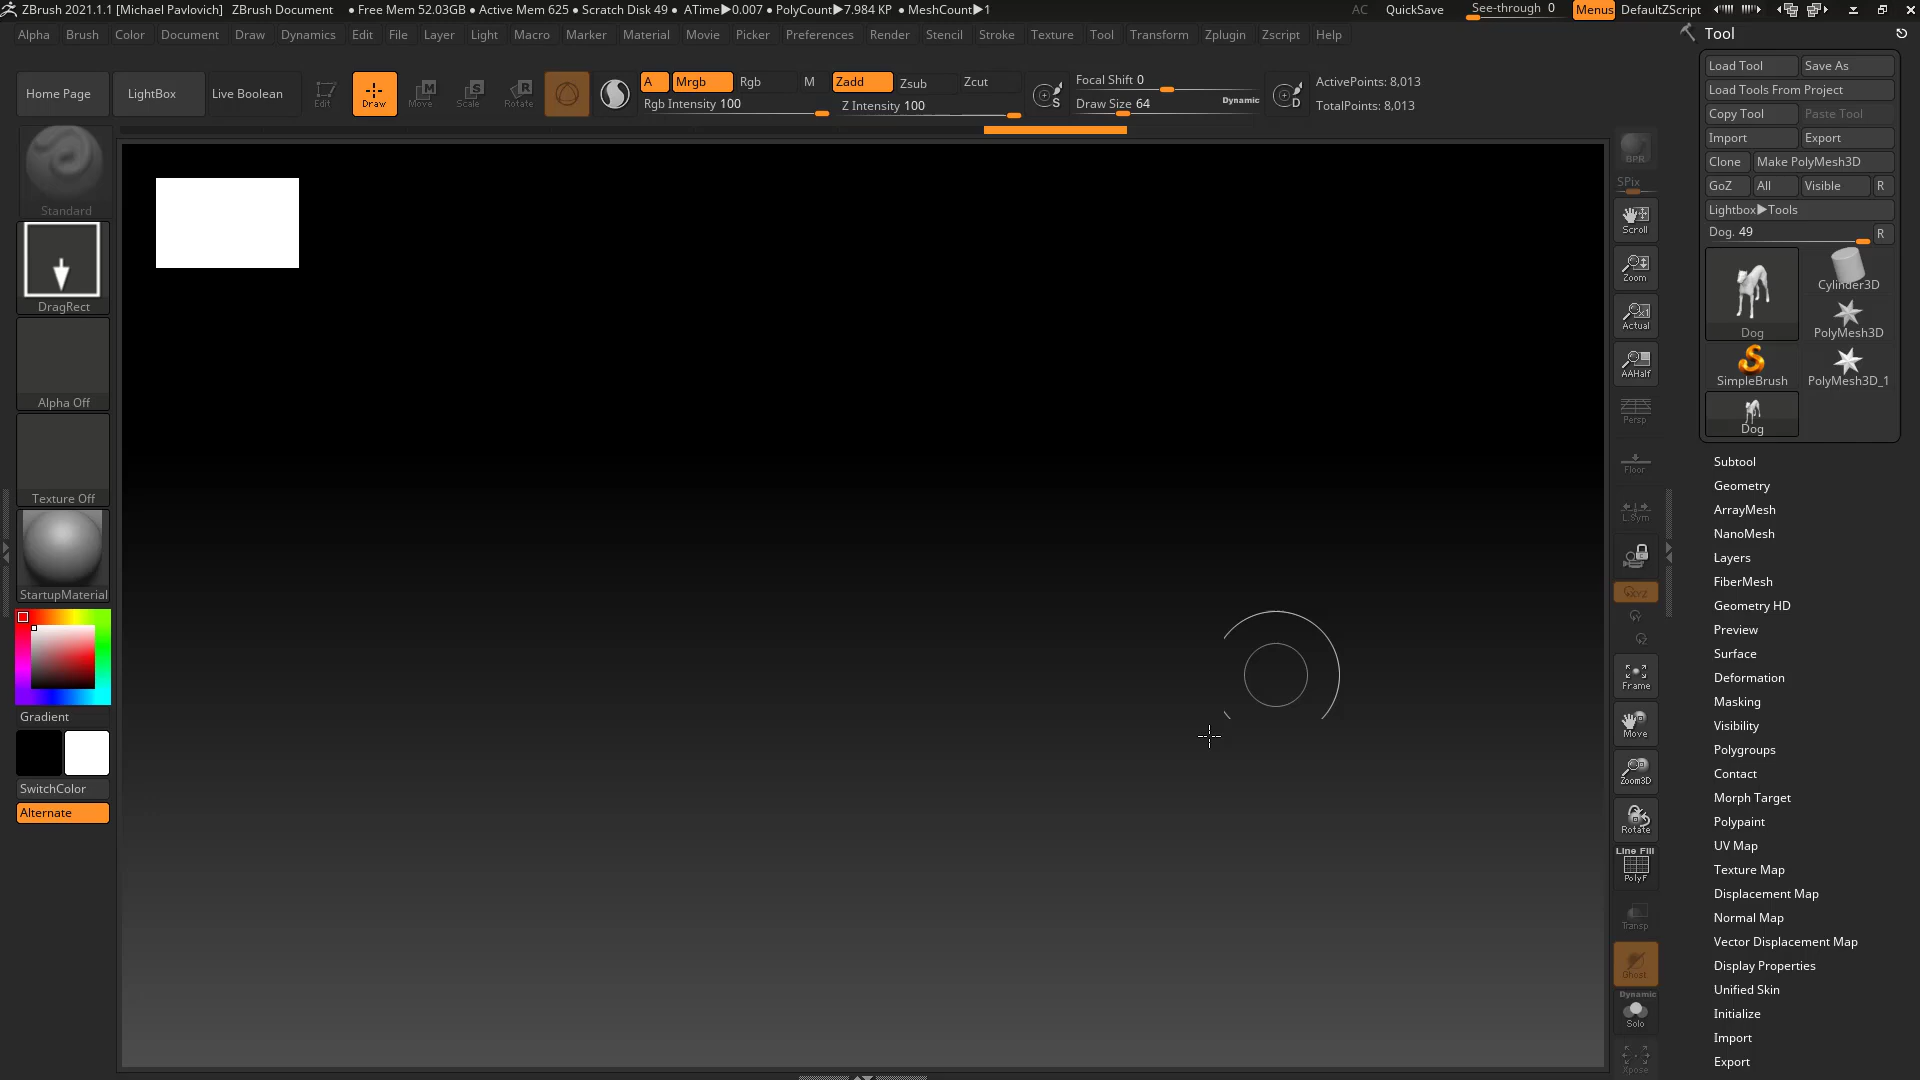 ZBrush 2021.1.1 [Michael Pavlovich] ZBrush Document • Free Mem 52.03GB • Active Mem 625 • Scratch Disk 49 • ATime▶0.007 • PolyCount▶7.984 KP • MeshCount▶1 AC QuickSave See-through 0 Menus DefaultZScript
Alpha Brush Color Document Draw Dynamics Edit File Layer Light Macro Marker Material Movie Picker Preferences Render Stencil Stroke Texture Tool Transform Zplugin Zscript Help
Tool
Home Page LightBox Live Boolean Edit Draw Move Scale Rotate
A Mrgb Rgb M Zadd Zsub Zcut
Rgb Intensity 100 Z Intensity 100
S
Focal Shift 0
Draw Size 64 Dynamic
D
ActivePoints: 8,013
TotalPoints: 8,013
Standard
DragRect
Alpha Off
Texture Off
StartupMaterial
Gradient
SwitchColor
Alternate
BPR
SPix
Scroll
Zoom
Actual
AAHalf
Persp
Floor
L.Sym
XYZ
Y
Z
Frame
Move
Zoom3D
Rotate
Line Fill
PolyF
Transp
Ghost
Dynamic
Solo
Xpose
Load Tool Save As
Load Tools From Project
Copy Tool Paste Tool
Import Export
Clone Make PolyMesh3D
GoZ All Visible R
Lightbox▶Tools
Dog. 49 R
Dog Cylinder3D
PolyMesh3D
SimpleBrush PolyMesh3D_1
Dog
Subtool
Geometry
ArrayMesh
NanoMesh
Layers
FiberMesh
Geometry HD
Preview
Surface
Deformation
Masking
Visibility
Polygroups
Contact
Morph Target
Polypaint
UV Map
Texture Map
Displacement Map
Normal Map
Vector Displacement Map
Display Properties
Unified Skin
Initialize
Import
Export